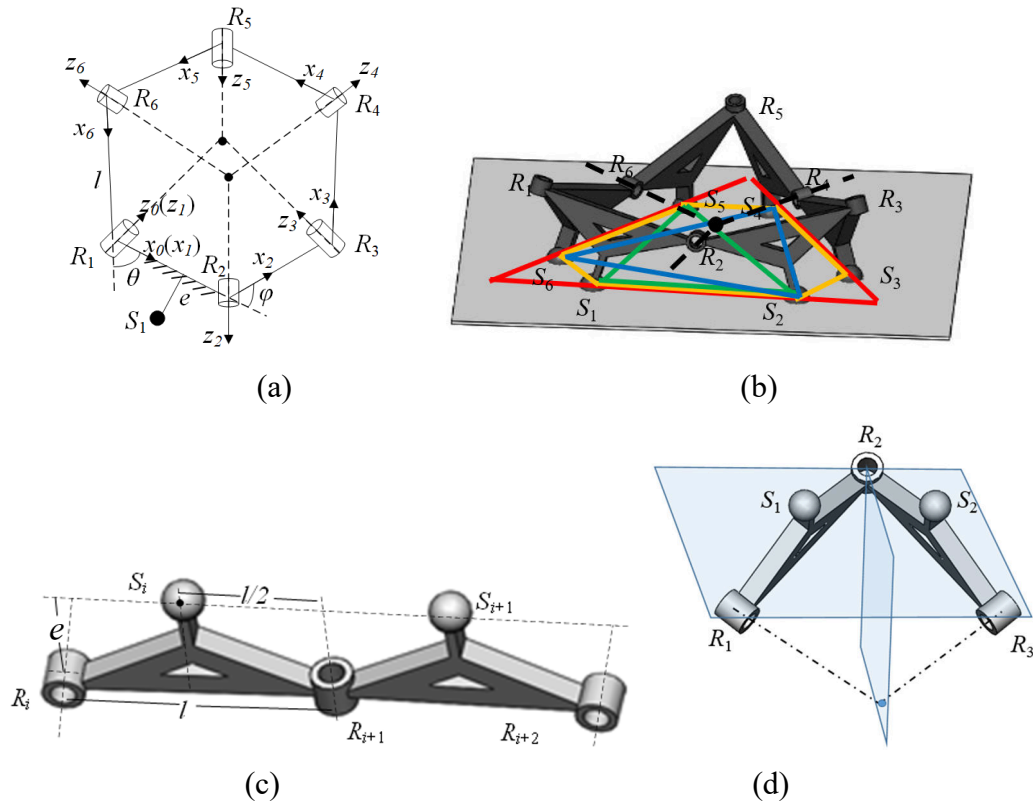 R5
z6
x5
x4
z4
z5
R6
R4
x6
l
x3
z0(z1)
z3
R1
x0(x1)
R2
x2
R3
θ
e
φ
S1
z2
(a)
R5
R6
R1
R3
S5
S4
R2
S6
S3
S1
S2
(b)
Si
l/2
Si+1
e
Ri
l
Ri+1
Ri+2
(c)
R2
S1
S2
R1
R3
(d)